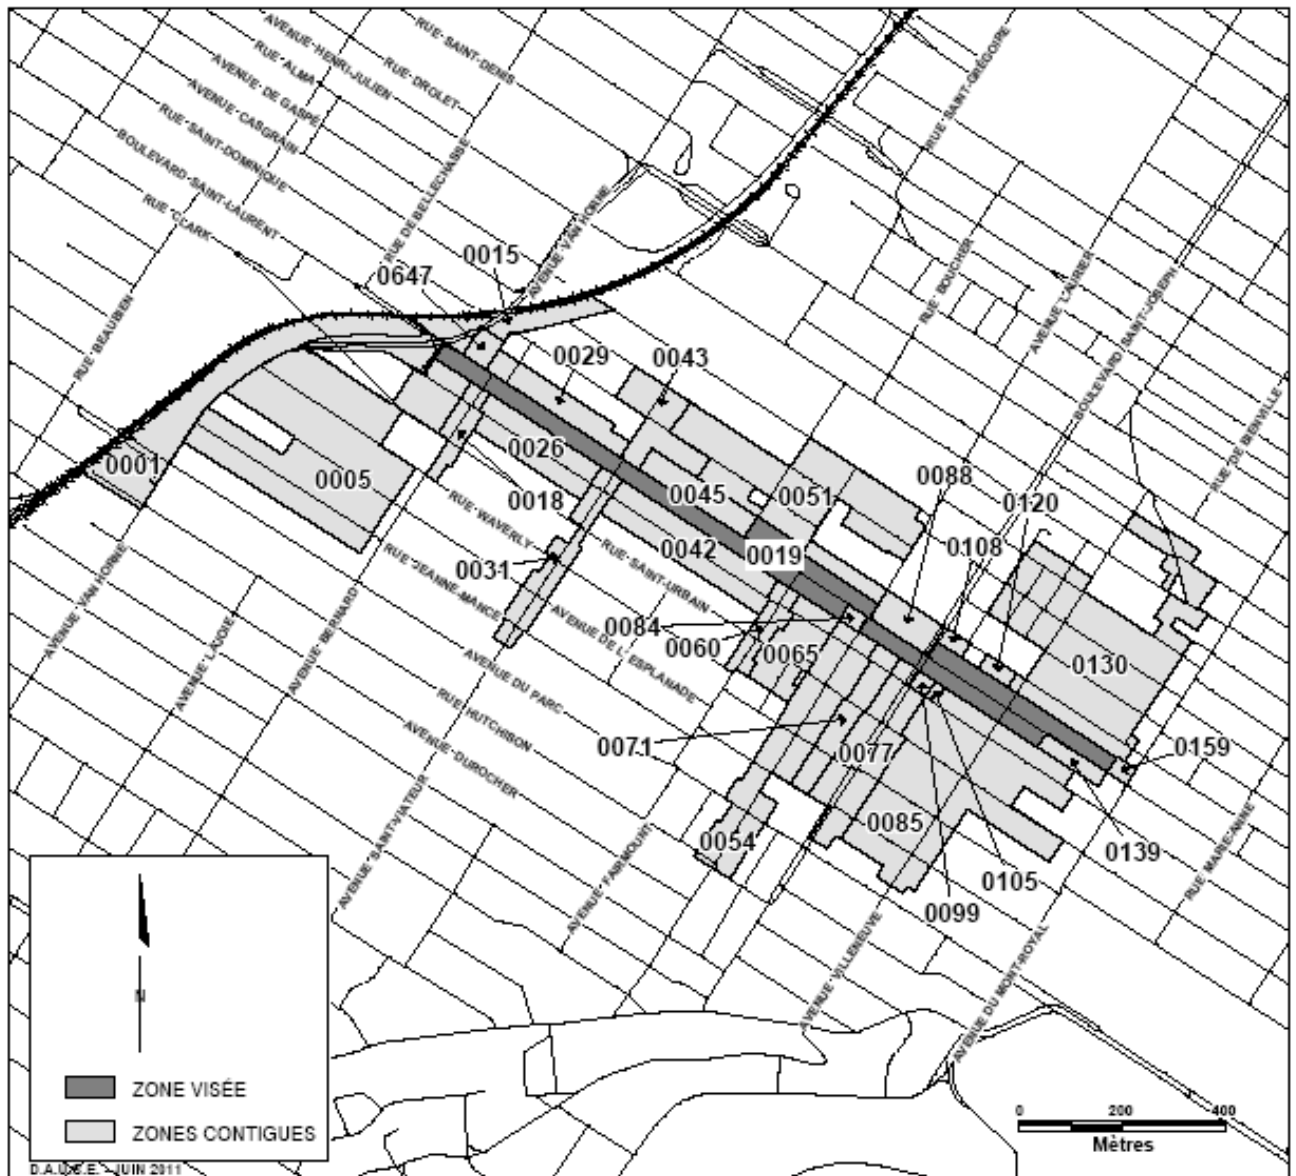 RUE SAINT-DENIS
AVENUE HENRI-JULIEN
RUE DROLET
RUE ALMA
AVENUE DE GASPÉ
AVENUE CASGRAIN
RUE SAINT-DOMINIQUE
BOULEVARD SAINT-LAURENT
RUE CLARK
RUE DE BELLECHASSE
RUE SAINT-GRÉGOIRE
AVENUE VAN HORNE
RUE BEAUBIEN
RUE BOUCHER
AVENUE LAURIER
BOULEVARD SAINT-JOSEPH
RUE DE BIENVILLE
0015
0647
0029
0043
0001
0005
0026
0018
0045
0051
0088
0120
0042
0019
0108
0031
0084
0060
0065
0130
0071
0077
0159
0054
0085
0139
0105
0099
RUE WAVERLY
RUE JEANNE-MANCE
RUE SAINT-URBAIN
AVENUE DE L'ESPLANADE
AVENUE DU PARC
RUE HUTCHISON
AVENUE DUROCHER
AVENUE VAN HORNE
AVENUE LAJOIE
AVENUE BERNARD
AVENUE SAINT-VIATEUR
AVENUE FAIRMOUNT
AVENUE VILLENEUVE
AVENUE DU MONT-ROYAL
RUE MARIE-ANNE
N
ZONE VISÉE
ZONES CONTIGUES
0 200 400
Mètres
D.A.U.S.E. - JUIN 2011